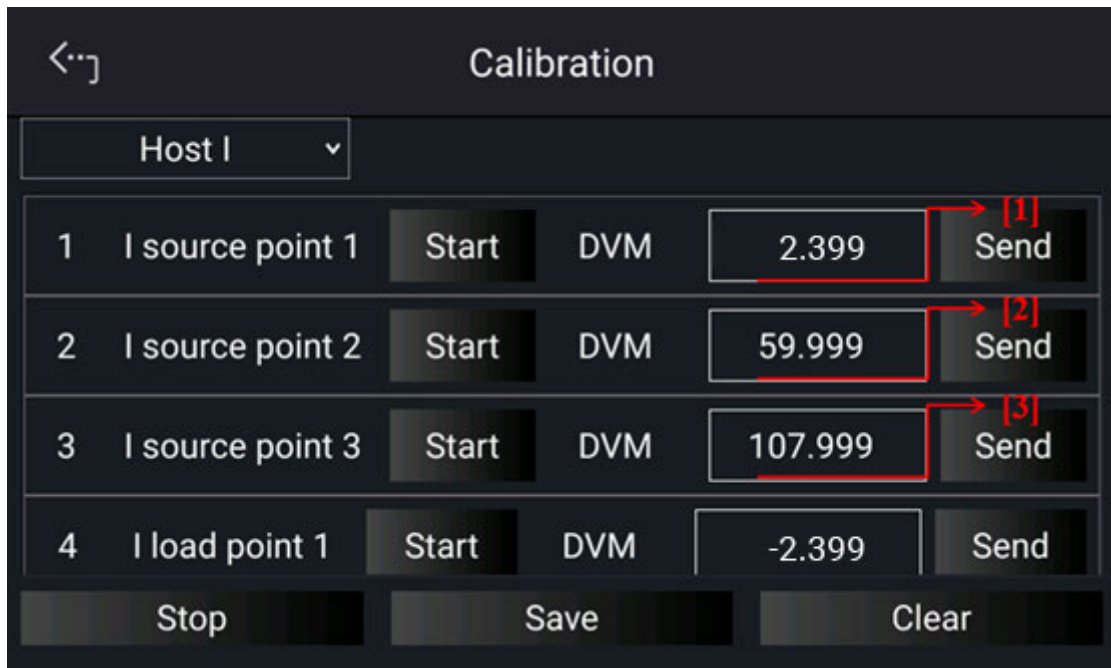 Calibration
Host I
[1]
1 I source point 1 Start DVM 2.399 Send
[2]
2 I source point 2 Start DVM 59.999 Send
[3]
3 I source point 3 Start DVM 107.999 Send
4 I load point 1 Start DVM -2.399 Send
Stop Save Clear